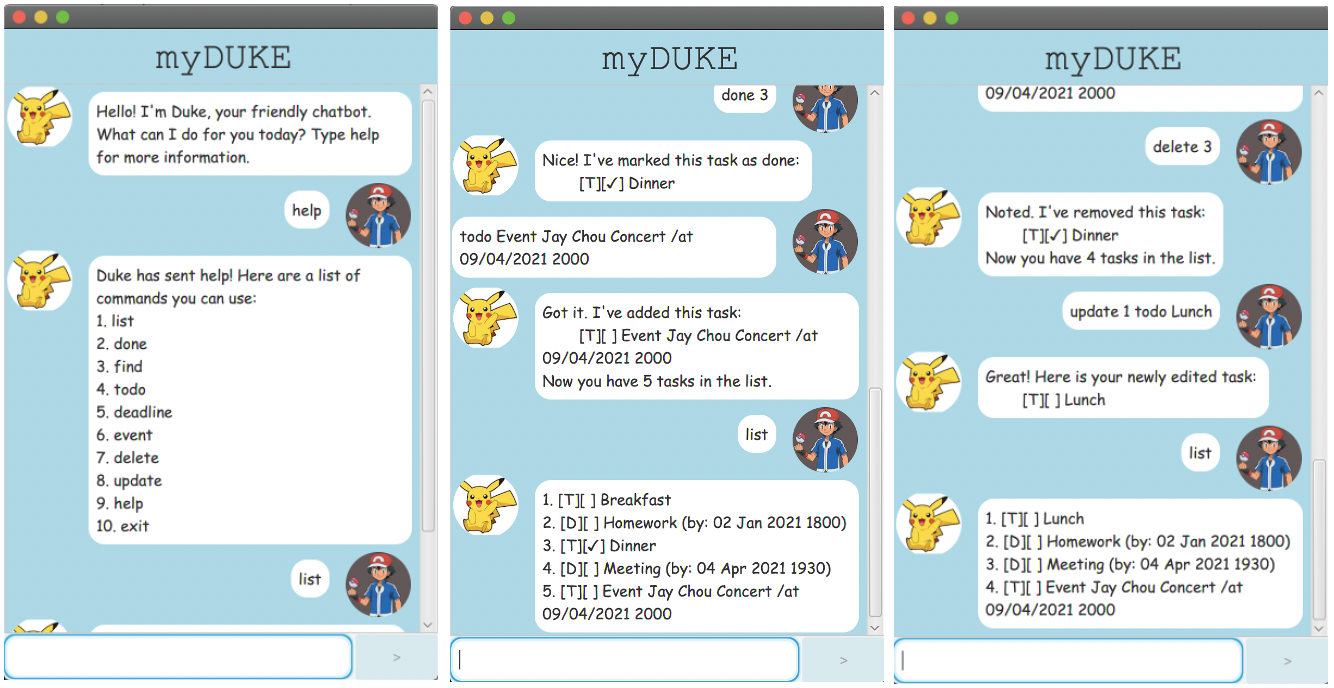 myDUKE
Hello! I'm Duke, your friendly chatbot.
What can I do for you today? Type help
for more information.
help
Duke has sent help! Here are a list of
commands you can use:
1. list
2. done
3. find
4. todo
5. deadline
6. event
7. delete
8. update
9. help
10. exit
list
>
myDUKE
done 3
Nice! I've marked this task as done:
[T][✓] Dinner
todo Event Jay Chou Concert /at
09/04/2021 2000
Got it. I've added this task:
[T][ ] Event Jay Chou Concert /at
09/04/2021 2000
Now you have 5 tasks in the list.
list
1. [T][ ] Breakfast
2. [D][ ] Homework (by: 02 Jan 2021 1800)
3. [T][✓] Dinner
4. [D][ ] Meeting (by: 04 Apr 2021 1930)
5. [T][ ] Event Jay Chou Concert /at
09/04/2021 2000
>
myDUKE
09/04/2021 2000
delete 3
Noted. I've removed this task:
[T][✓] Dinner
Now you have 4 tasks in the list.
update 1 todo Lunch
Great! Here is your newly edited task:
[T][ ] Lunch
list
1. [T][ ] Lunch
2. [D][ ] Homework (by: 02 Jan 2021 1800)
3. [D][ ] Meeting (by: 04 Apr 2021 1930)
4. [T][ ] Event Jay Chou Concert /at
09/04/2021 2000
>